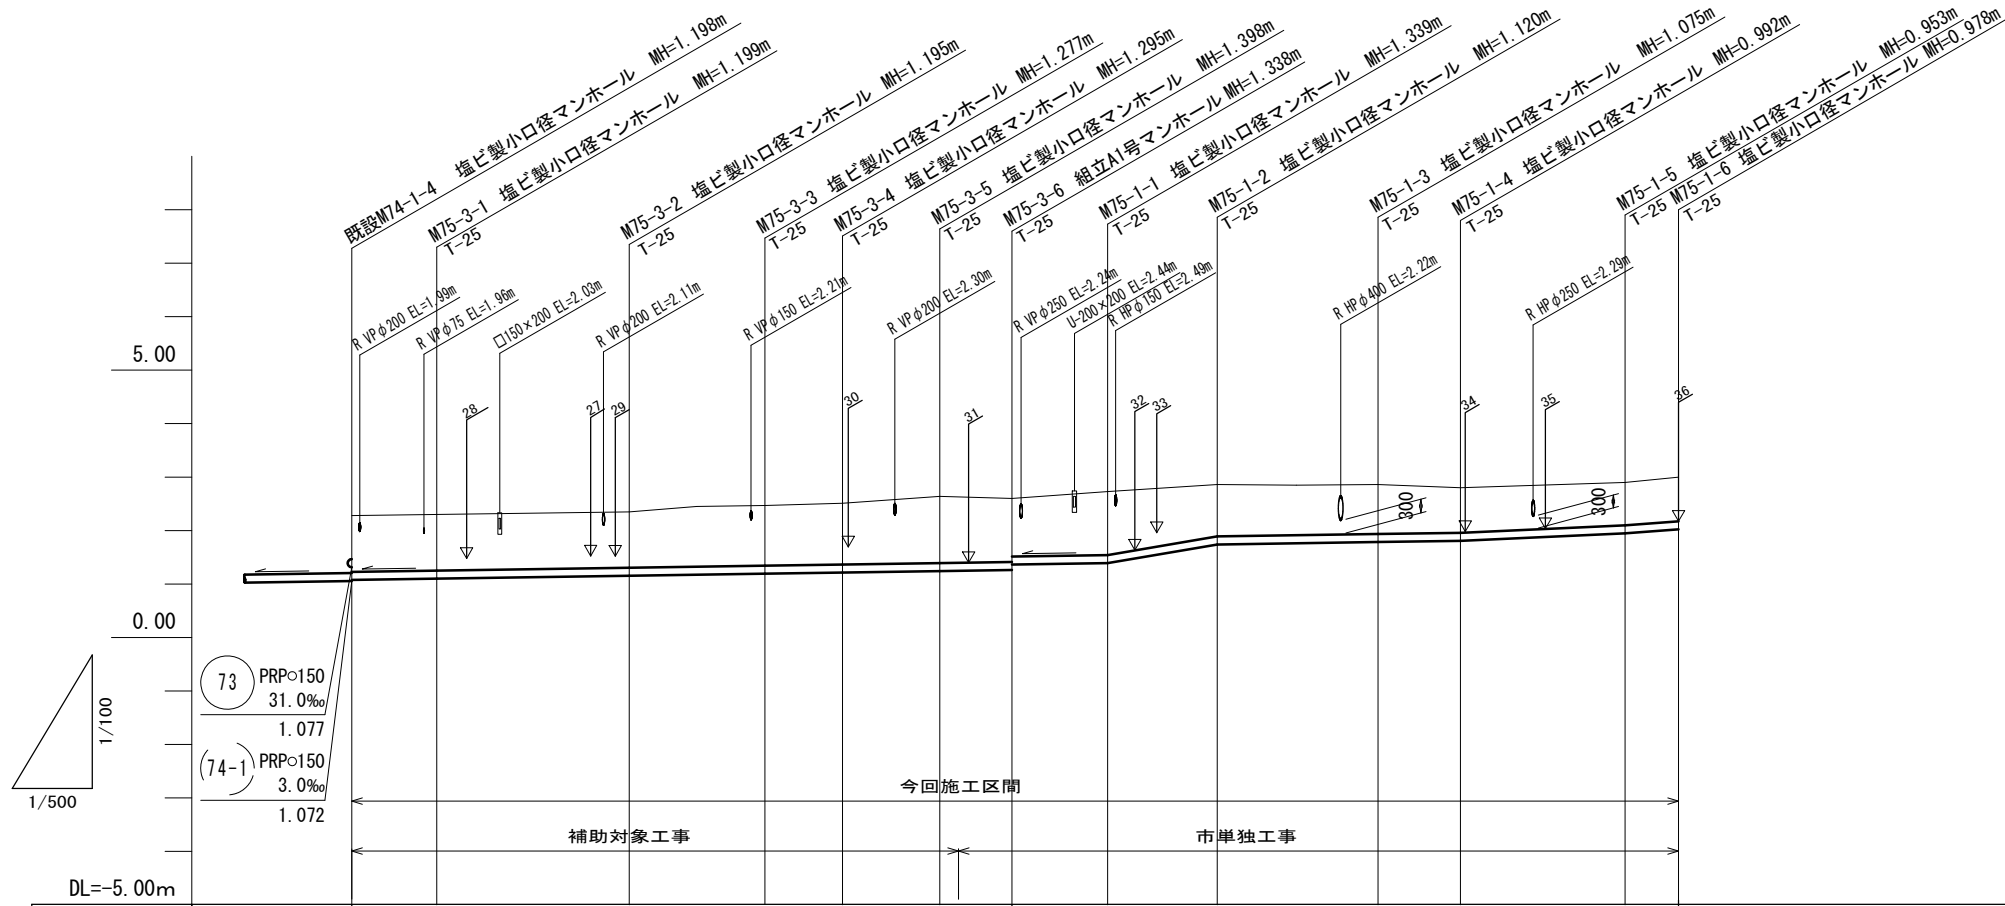 既設M74-1-4 塩ビ製小口径マンホール MH=1.198m
M75-3-1 塩ビ製小口径マンホール MH=1.199m
T-25
M75-3-2 塩ビ製小口径マンホール MH=1.195m
T-25
M75-3-3 塩ビ製小口径マンホール MH=1.277m
T-25
M75-3-4 塩ビ製小口径マンホール MH=1.295m
T-25
M75-3-5 塩ビ製小口径マンホール MH=1.398m
T-25
M75-3-6 組立A1号マンホール MH=1.338m
T-25
M75-1-1 塩ビ製小口径マンホール MH=1.339m
T-25
M75-1-2 塩ビ製小口径マンホール MH=1.120m
T-25
M75-1-3 塩ビ製小口径マンホール MH=1.075m
T-25
M75-1-4 塩ビ製小口径マンホール MH=0.992m
T-25
M75-1-5 塩ビ製小口径マンホール MH=0.953m
T-25
M75-1-6 塩ビ製小口径マンホール MH=0.978m
T-25
R VPφ200 EL=1.99m
R VPφ75 EL=1.96m
□150×200 EL=2.03m
R VPφ200 EL=2.11m
R VPφ150 EL=2.21m
R VPφ200 EL=2.30m
R VPφ250 EL=2.24m
U-200×200 EL=2.44m
R HPφ150 EL=2.49m
R HPφ400 EL=2.22m
R HPφ250 EL=2.29m
5.00
28
27
29
30
31
32
33
34
35
36
300
300
0.00
73 PRP○150
31.0‰
1.077
74-1 PRP○150
3.0‰
1.072
1/100
1/500
今回施工区間
補助対象工事
市単独工事
DL=-5.00m